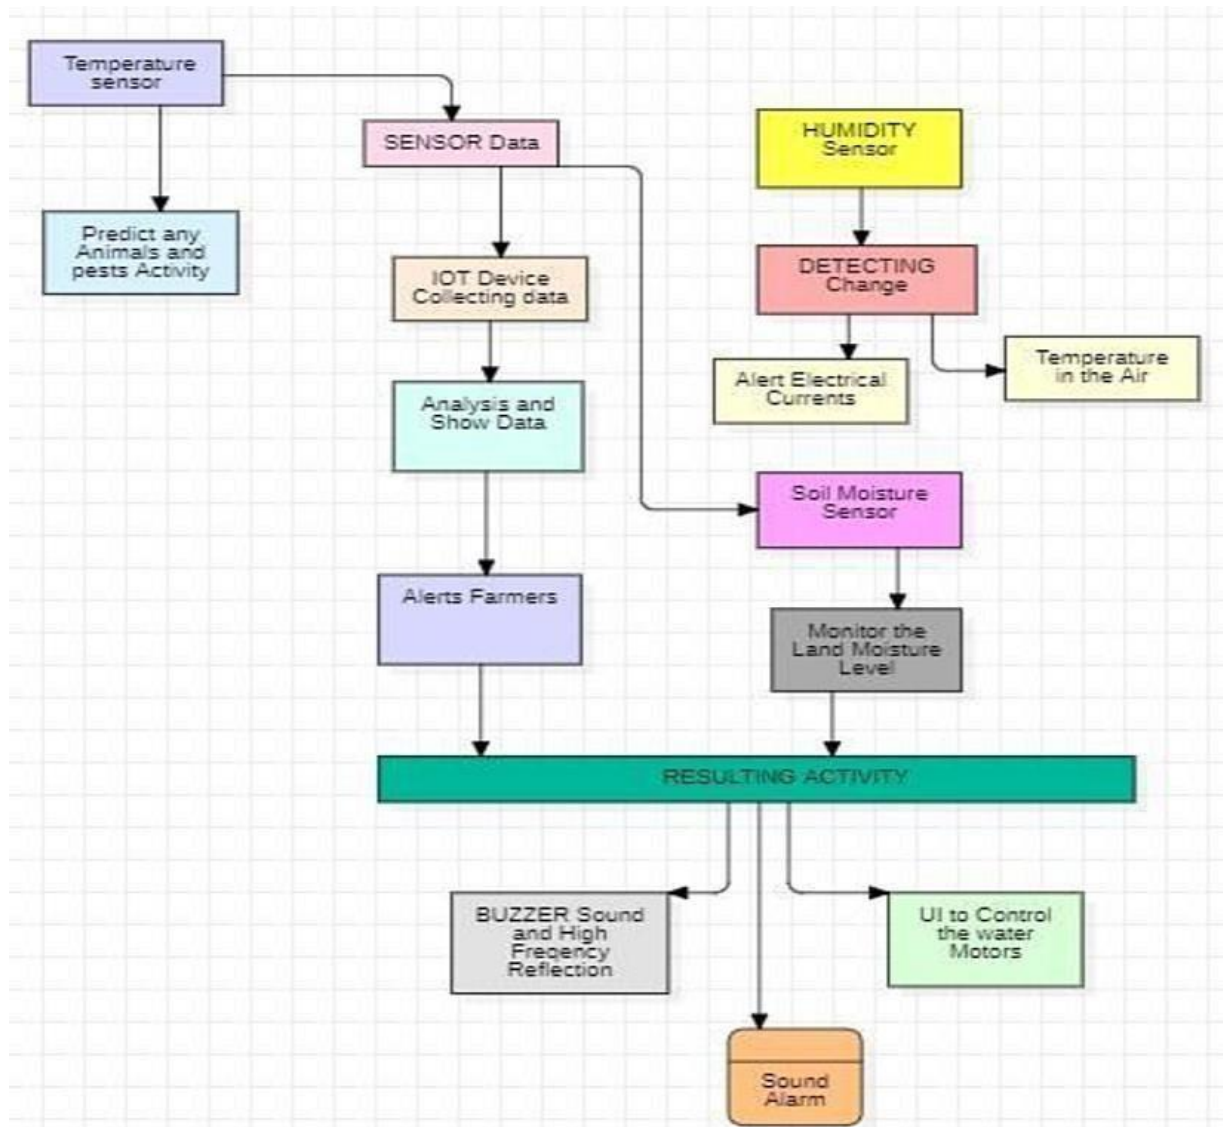 Temperature
sensor
SENSOR Data
HUMIDITY
Sensor
Predict any
Animals and
pests Activity
IOT Device
Collecting data
DETECTING
Change
Alert Electrical
Currents
Temperature
in the Air
Analysis and
Show Data
Soil Moisture
Sensor
Alerts Farmers
Monitor the
Land Moisture
Level
RESULTING ACTIVITY
BUZZER Sound
and High
Freqency
Reflection
UI to Control
the water
Motors
Sound
Alarm